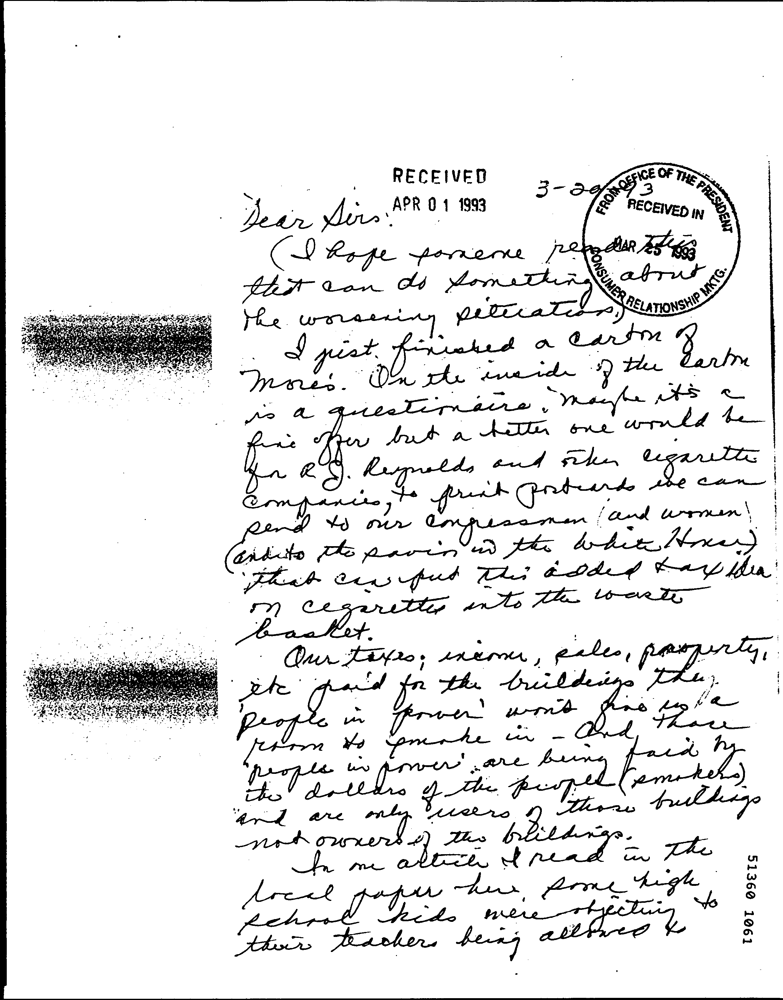 RECEIVED
APR 01 1993
3-20 93
FROM OFFICE OF THE PRESIDENT
RECEIVED IN
MAR 25 1993
CONSUMER RELATIONSHIP MKTG.
Dear Sirs:
(I hope someone reads this
that can do something about
the worsening situation,)
I just finished a carton of
More's. On the inside of the carton
is a questionaire. Maybe it's a
fine offer but a better one would be
for R.J. Reynolds and other cigarette
companies, to print postcards we can
send to our congressmen (and women)
(and to the savior in the White House)
that can put this added tax idea
on cigarettes into the waste
basket.
Our taxes; income, sales, property,
etc paid for the buildings the
'people in power' won't give us a
room to smoke in - And, those
'people in power' are being paid by
the dollars of the people (smokers)
and are only users of those buildings
not owners of the buildings.
In one article I read in the
local paper here, some high
school kids were objecting to
their teachers being allowed to
51360 1061